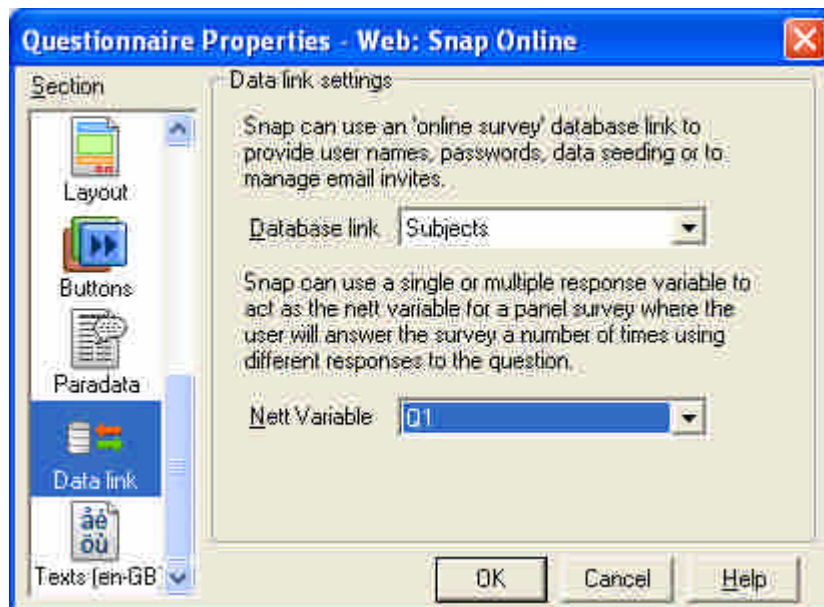 Questionnaire Properties - Web: Snap Online
Section
Layout
Buttons
Paradata
Data link
åé
öù
Texts (en-GB
Data link settings
Snap can use an 'online survey' database link to
provide user names, passwords, data seeding or to
manage email invites.
Database link Subjects
Snap can use a single or multiple response variable to
act as the nett variable for a panel survey where the
user will answer the survey a number of times using
different responses to the question.
Nett Variable Q1
OK Cancel Help